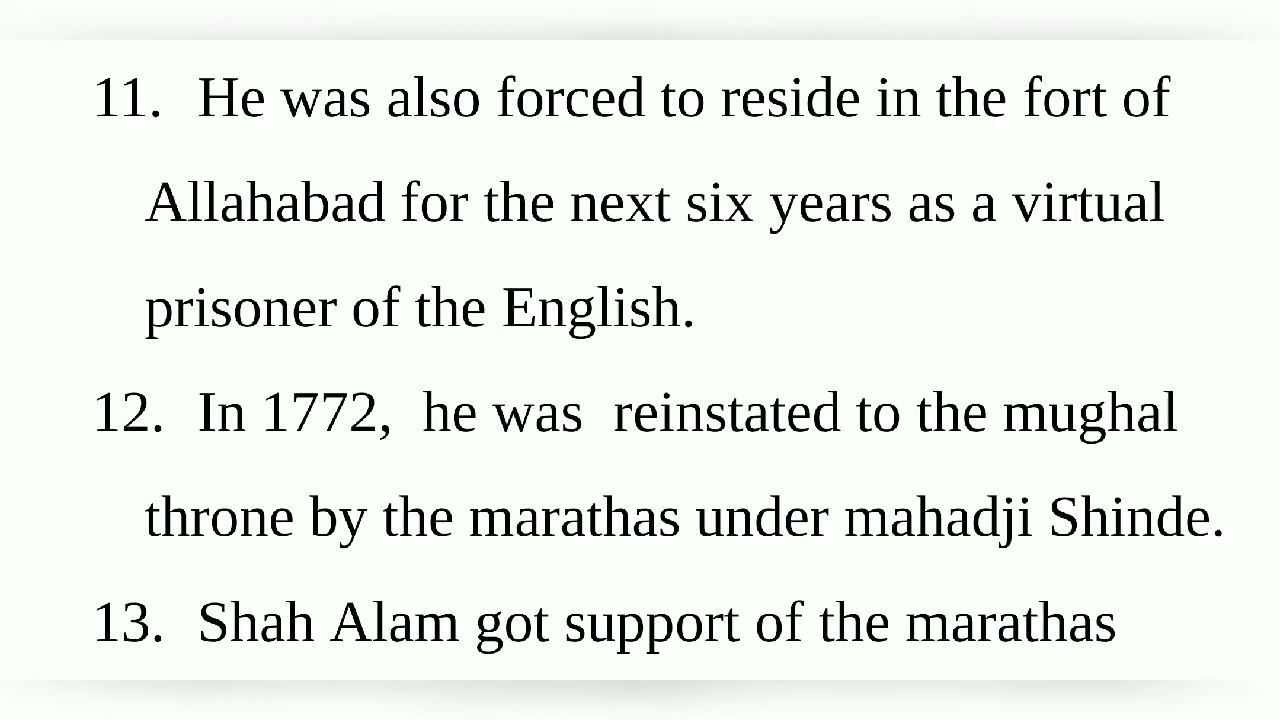 11. He was also forced to reside in the fort of
Allahabad for the next six years as a virtual
prisoner of the English.
12. In 1772, he was reinstated to the mughal
throne by the marathas under mahadji Shinde.
13. Shah Alam got support of the marathas